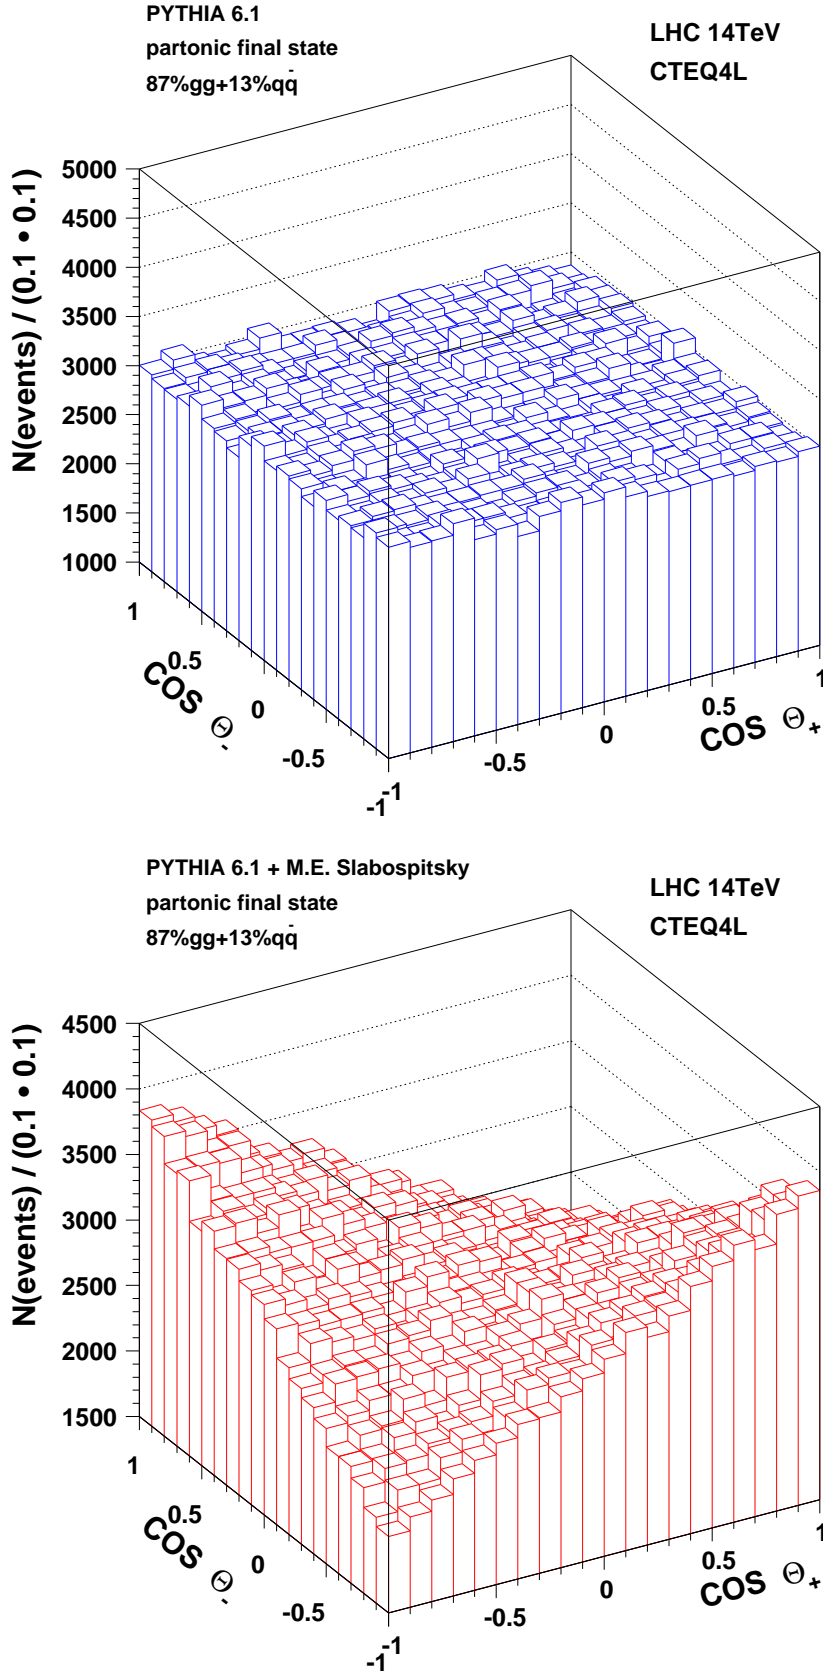 PYTHIA 6.1
partonic final state
87%gg+13%qq̄
LHC 14TeV
CTEQ4L
N(events) / (0.1 • 0.1)
5000
4500
4000
3500
3000
2500
2000
1500
1000
1
0.5
0
-0.5
-1
COS Θ-
-1
-0.5
0
0.5
1
COS Θ+
PYTHIA 6.1 + M.E. Slabospitsky
partonic final state
87%gg+13%qq̄
LHC 14TeV
CTEQ4L
N(events) / (0.1 • 0.1)
4500
4000
3500
3000
2500
2000
1500
1
0.5
0
-0.5
-1
COS Θ-
-1
-0.5
0
0.5
1
COS Θ+